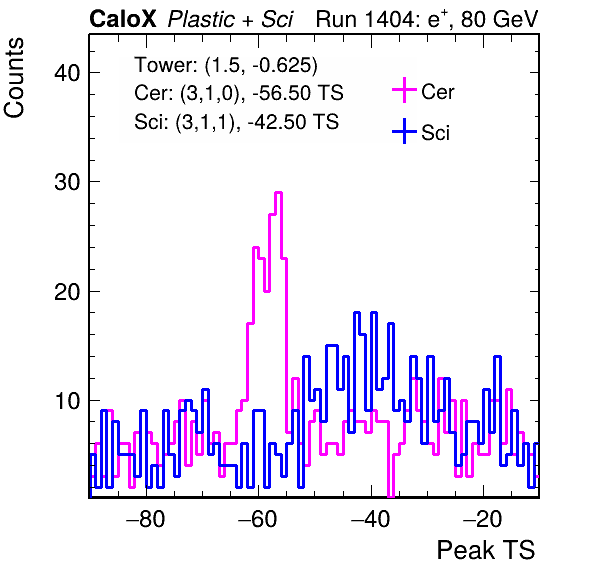 CaloX Plastic + Sci Run 1404: e+, 80 GeV
Counts
Tower: (1.5, -0.625)
Cer: (3,1,0), -56.50 TS
Sci: (3,1,1), -42.50 TS
Cer
Sci
40
30
20
10
−80 −60 −40 −20
Peak TS